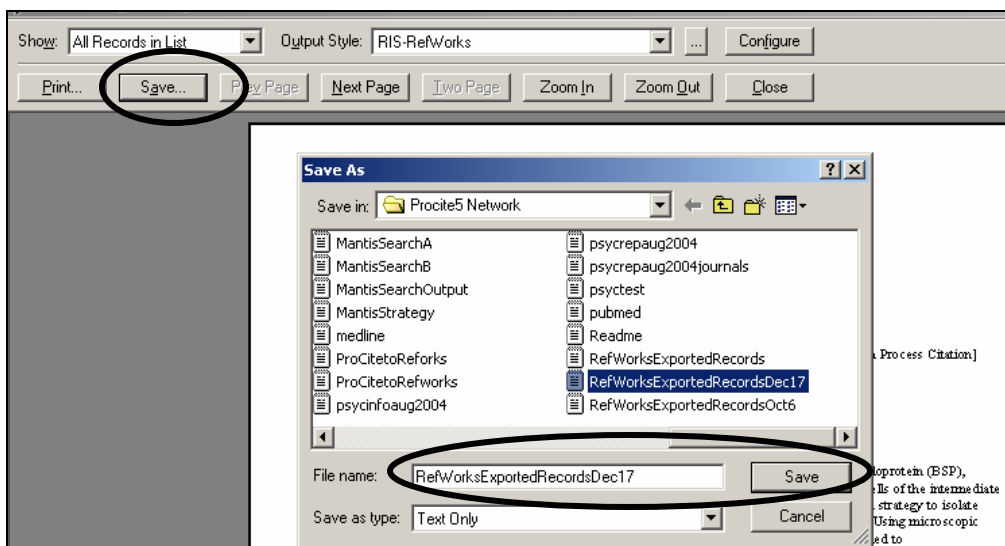 Show: All Records in List Output Style: RIS-RefWorks ... Configure
Print... Save... Prev Page Next Page Two Page Zoom In Zoom Out Close
Save As
Save in: Procite5 Network
MantisSearchA psycrepaug2004
MantisSearchB psycrepaug2004journals
MantisSearchOutput psyctest
MantisStrategy pubmed
medline Readme
ProCitetoReforks RefWorksExportedRecords
ProCitetoRefworks RefWorksExportedRecordsDec17
psycinfoaug2004 RefWorksExportedRecordsOct6
Process Citation]
File name: RefWorksExportedRecordsDec17 Save
Save as type: Text Only Cancel
(BSP),
of the intermediate
strategy to isolate
Using microscopic
to